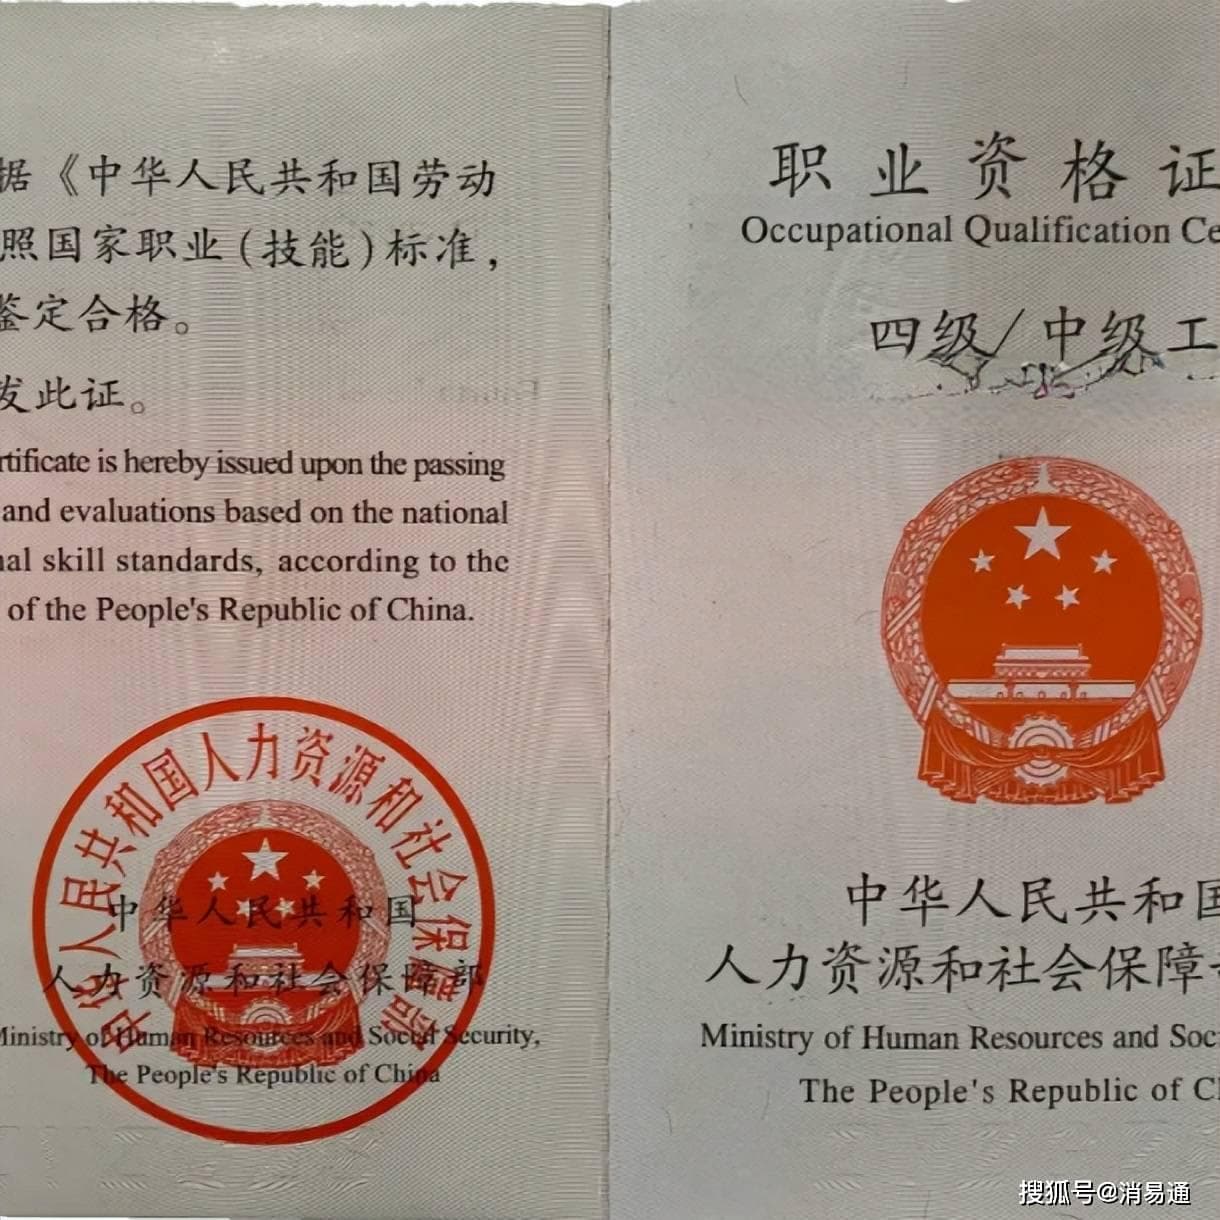 据《中华人民共和国劳动
照国家职业(技能)标准,
鉴定合格。
发此证。
rtificate is hereby issued upon the passing
and evaluations based on the national
nal skill standards, according to the
of the People's Republic of China.
中华人民共和国人力资源和社会保障部
中华人民共和国
人力资源和社会保障部
Ministry of Human Resources and Social Security,
The People's Republic of China
职业资格证
Occupational Qualification Ce
四级/中级工
中华人民共和国
人力资源和社会保障
Ministry of Human Resources and Soc
The People's Republic of C
搜狐号@消易通